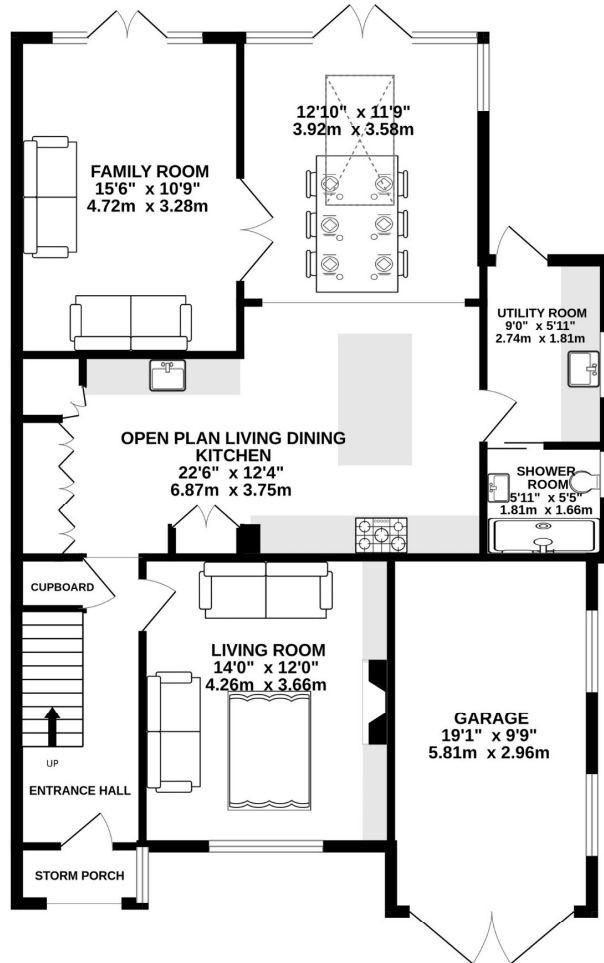 12'10" x 11'9"
3.92m x 3.58m
FAMILY ROOM
15'6" x 10'9"
4.72m x 3.28m
UTILITY ROOM
9'0" x 5'11"
2.74m x 1.81m
OPEN PLAN LIVING DINING
KITCHEN
22'6" x 12'4"
6.87m x 3.75m
SHOWER
ROOM
5'11" x 5'5"
1.81m x 1.66m
CUPBOARD
LIVING ROOM
14'0" x 12'0"
4.26m x 3.66m
GARAGE
19'1" x 9'9"
5.81m x 2.96m
UP
ENTRANCE HALL
STORM PORCH